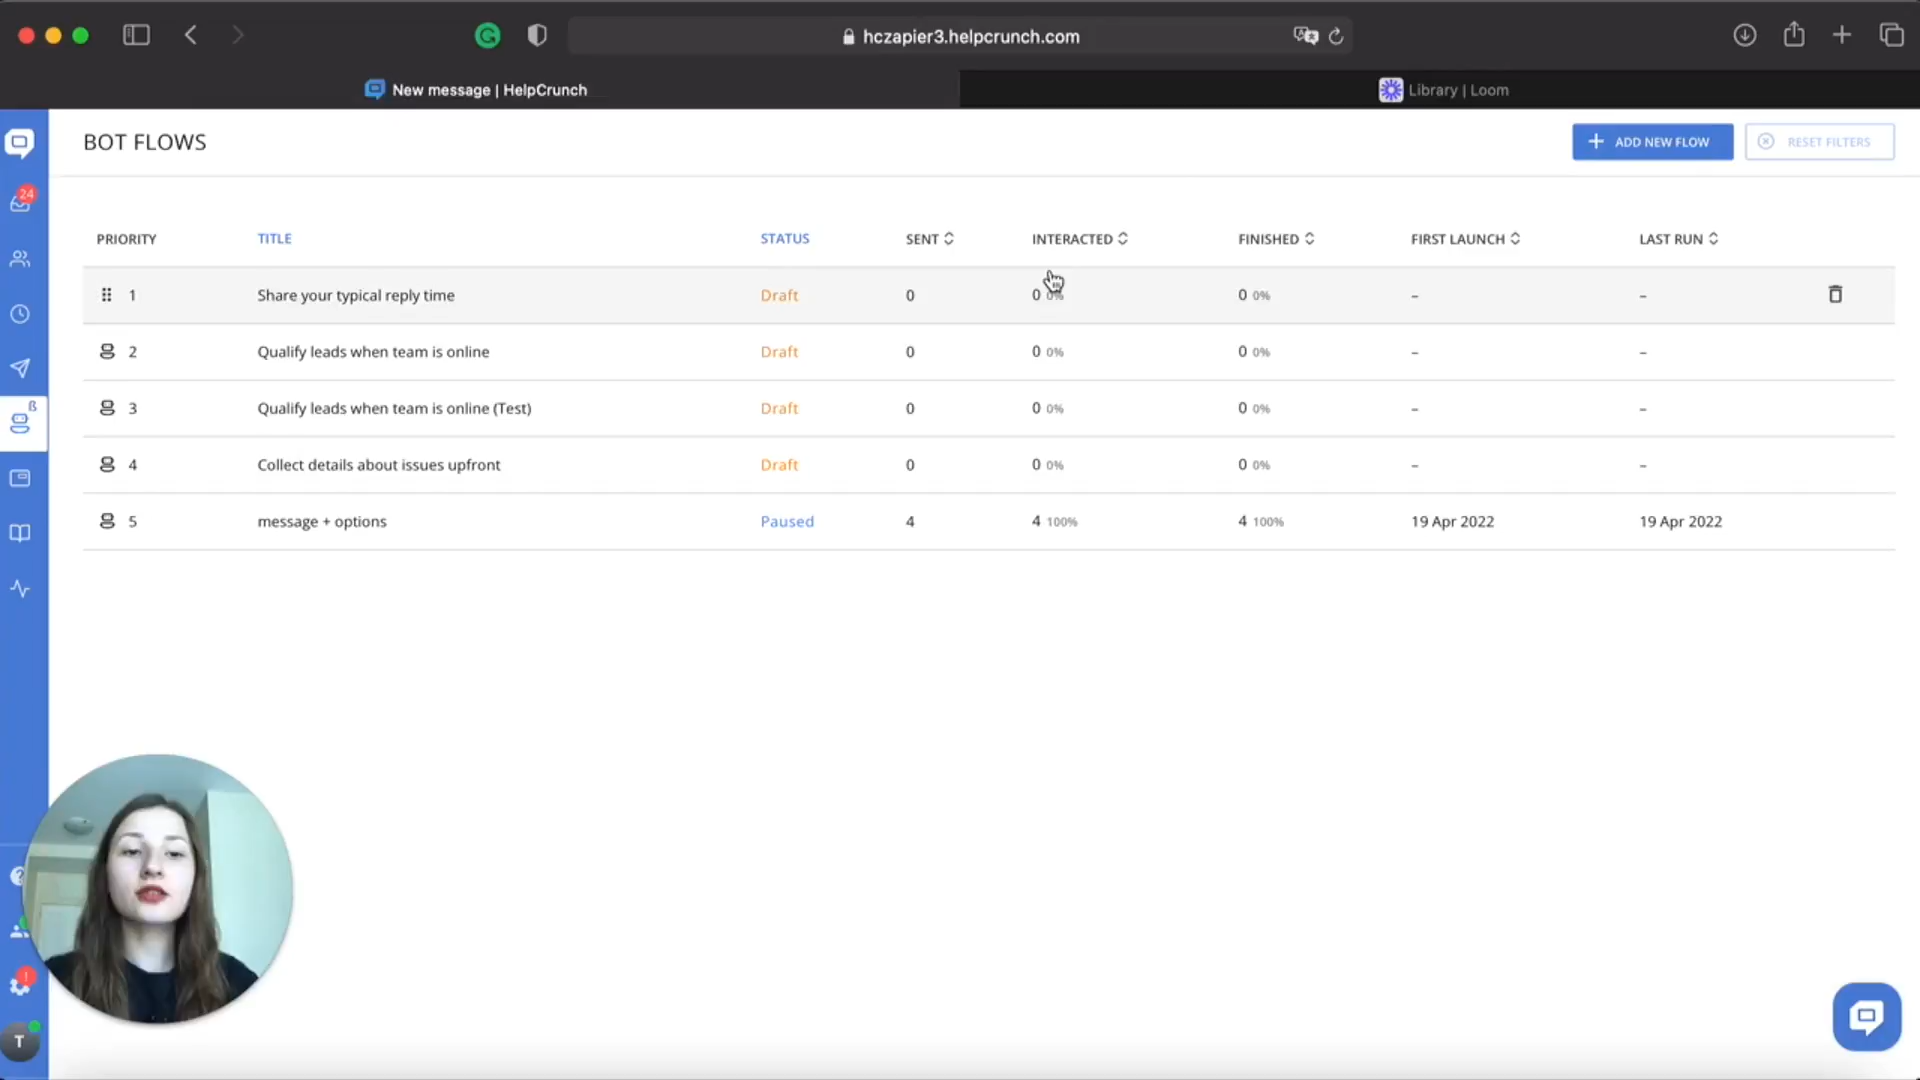 hczapier3.helpcrunch.com
New message | HelpCrunch
Library | Loom
BOT FLOWS
ADD NEW FLOW
RESET FILTERS
24
ß
PRIORITY TITLE STATUS SENT INTERACTED FINISHED FIRST LAUNCH LAST RUN
1 Share your typical reply time Draft 0 0 0% 0 0% – –
2 Qualify leads when team is online Draft 0 0 0% 0 0% – –
3 Qualify leads when team is online (Test) Draft 0 0 0% 0 0% – –
4 Collect details about issues upfront Draft 0 0 0% 0 0% – –
5 message + options Paused 4 4 100% 4 100% 19 Apr 2022 19 Apr 2022
!
T